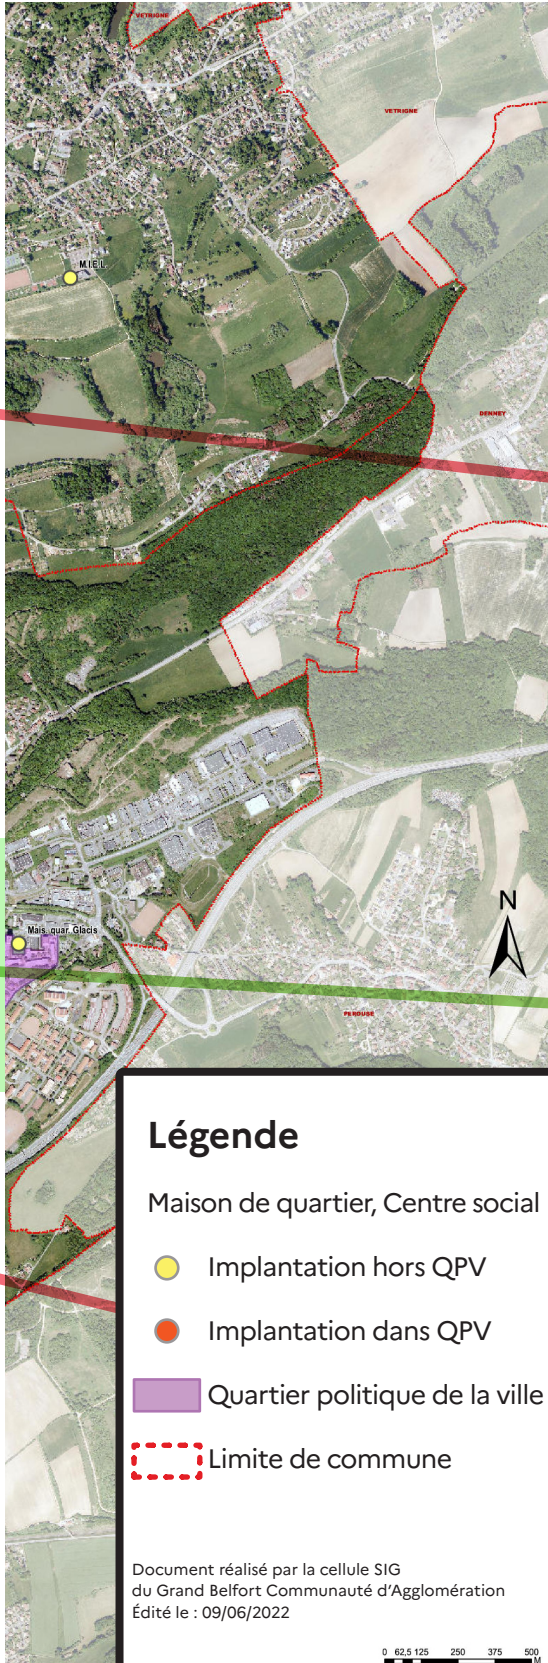 VETRIGNE
VETRIGNE
M.I.E.L.
DENNEY
Mais. quar. Glacis
N
PEROUSE
Légende
Maison de quartier, Centre social
Implantation hors QPV
Implantation dans QPV
Quartier politique de la ville
Limite de commune
Document réalisé par la cellule SIG
du Grand Belfort Communauté d'Agglomération
Édité le : 09/06/2022
0 62,5 125 250 375 500
M